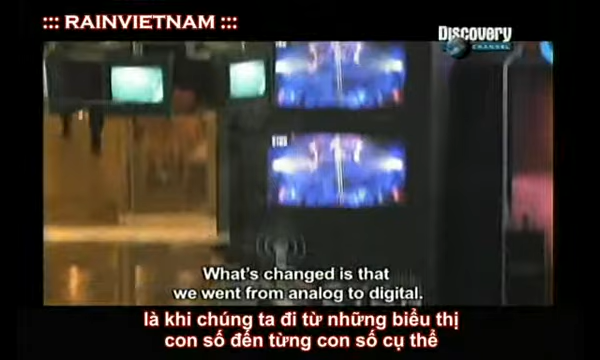 ::: RAINVIETNAM :::
Discovery
CHANNEL
What's changed is that
we went from analog to digital.
là khi chúng ta đi từ những biểu thị
con số đến từng con số cụ thể